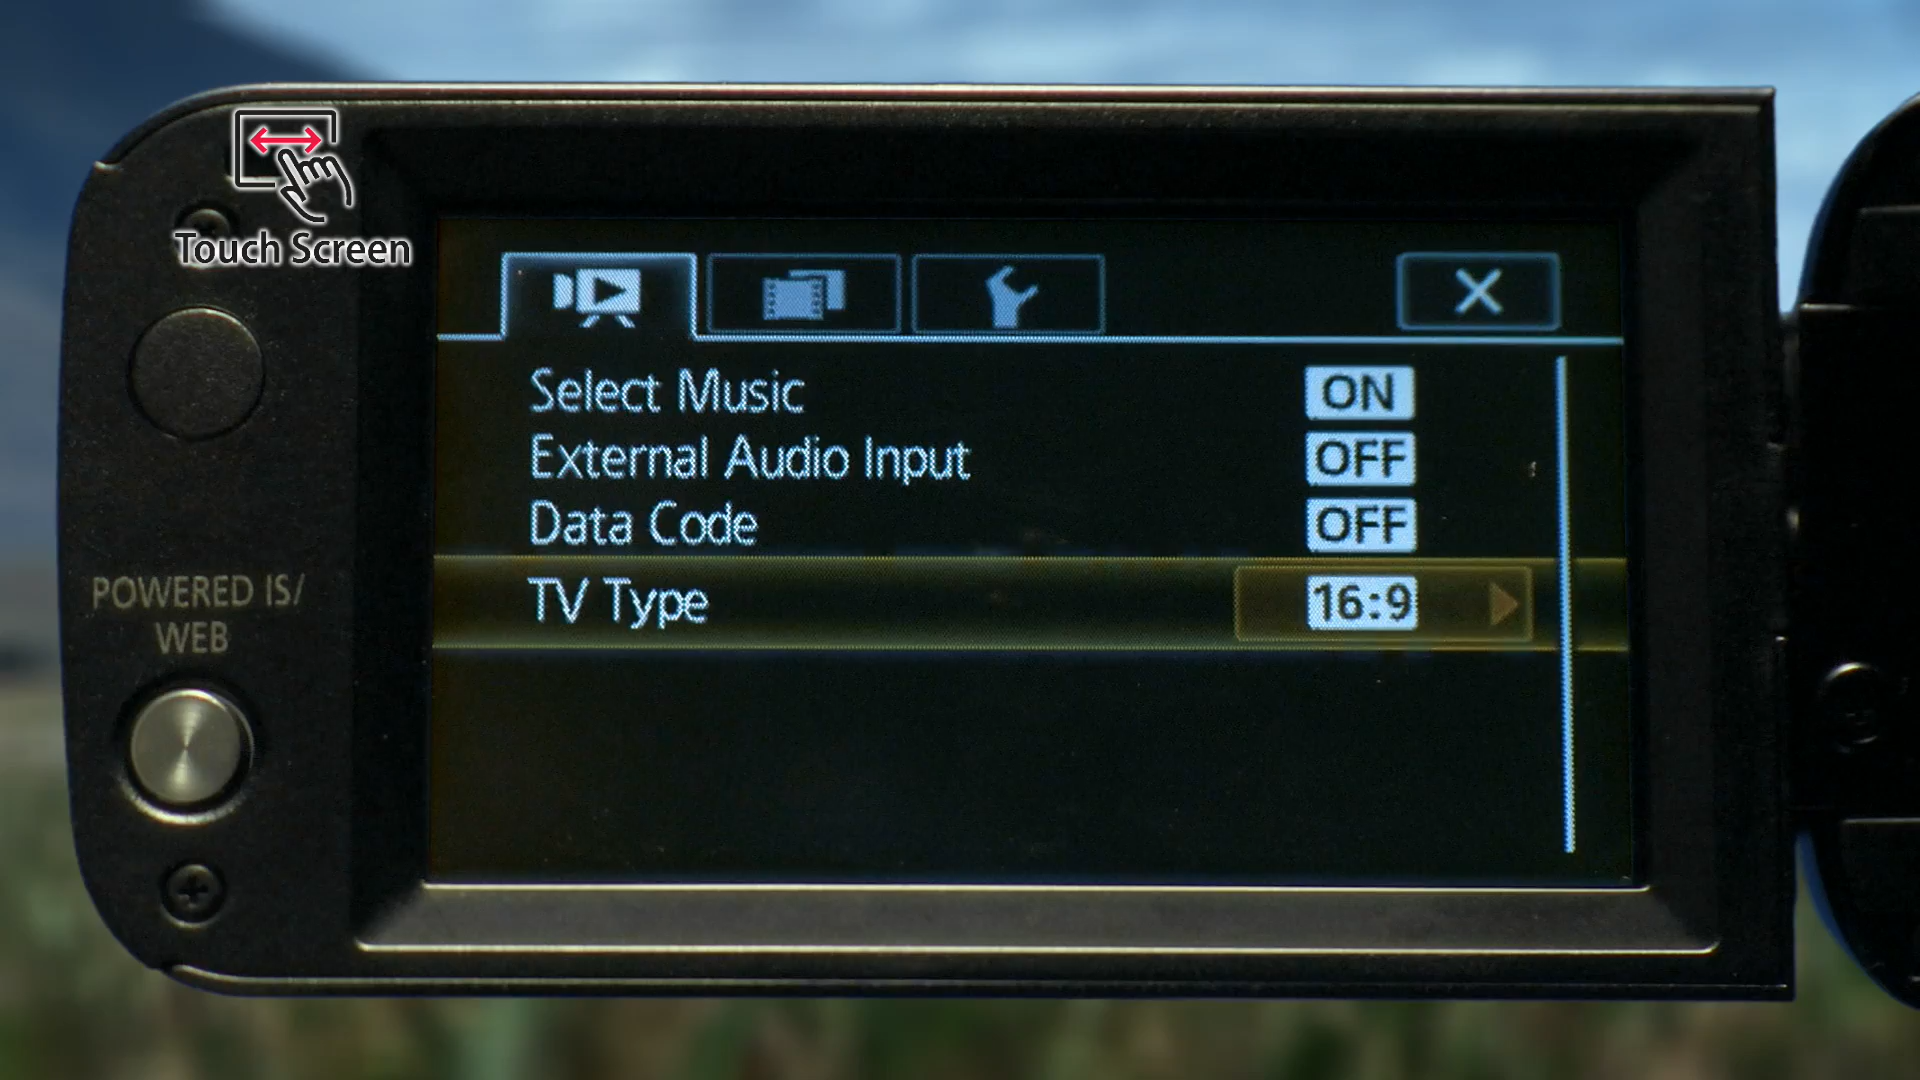 Touch Screen
Select Music ON
External Audio Input OFF
Data Code OFF
TV Type 16:9
POWERED IS/
WEB